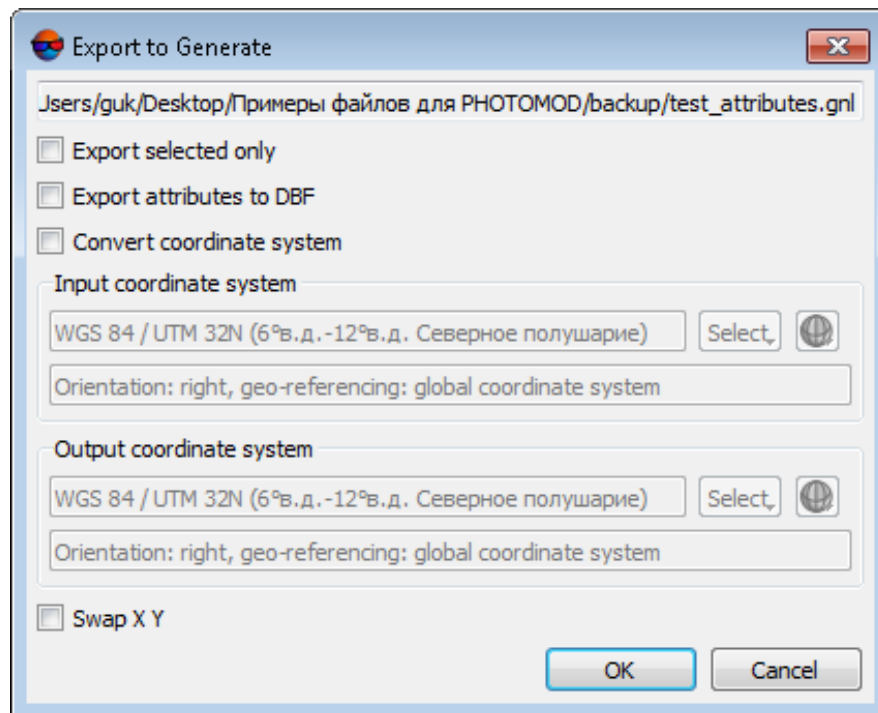 Export to Generate
Jsers/guk/Desktop/Примеры файлов для PHOTOMOD/backup/test_attributes.gnl
Export selected only
Export attributes to DBF
Convert coordinate system
Input coordinate system
WGS 84 / UTM 32N (6°в.д.-12°в.д. Северное полушарие) Select
Orientation: right, geo-referencing: global coordinate system
Output coordinate system
WGS 84 / UTM 32N (6°в.д.-12°в.д. Северное полушарие) Select
Orientation: right, geo-referencing: global coordinate system
Swap X Y
OK Cancel